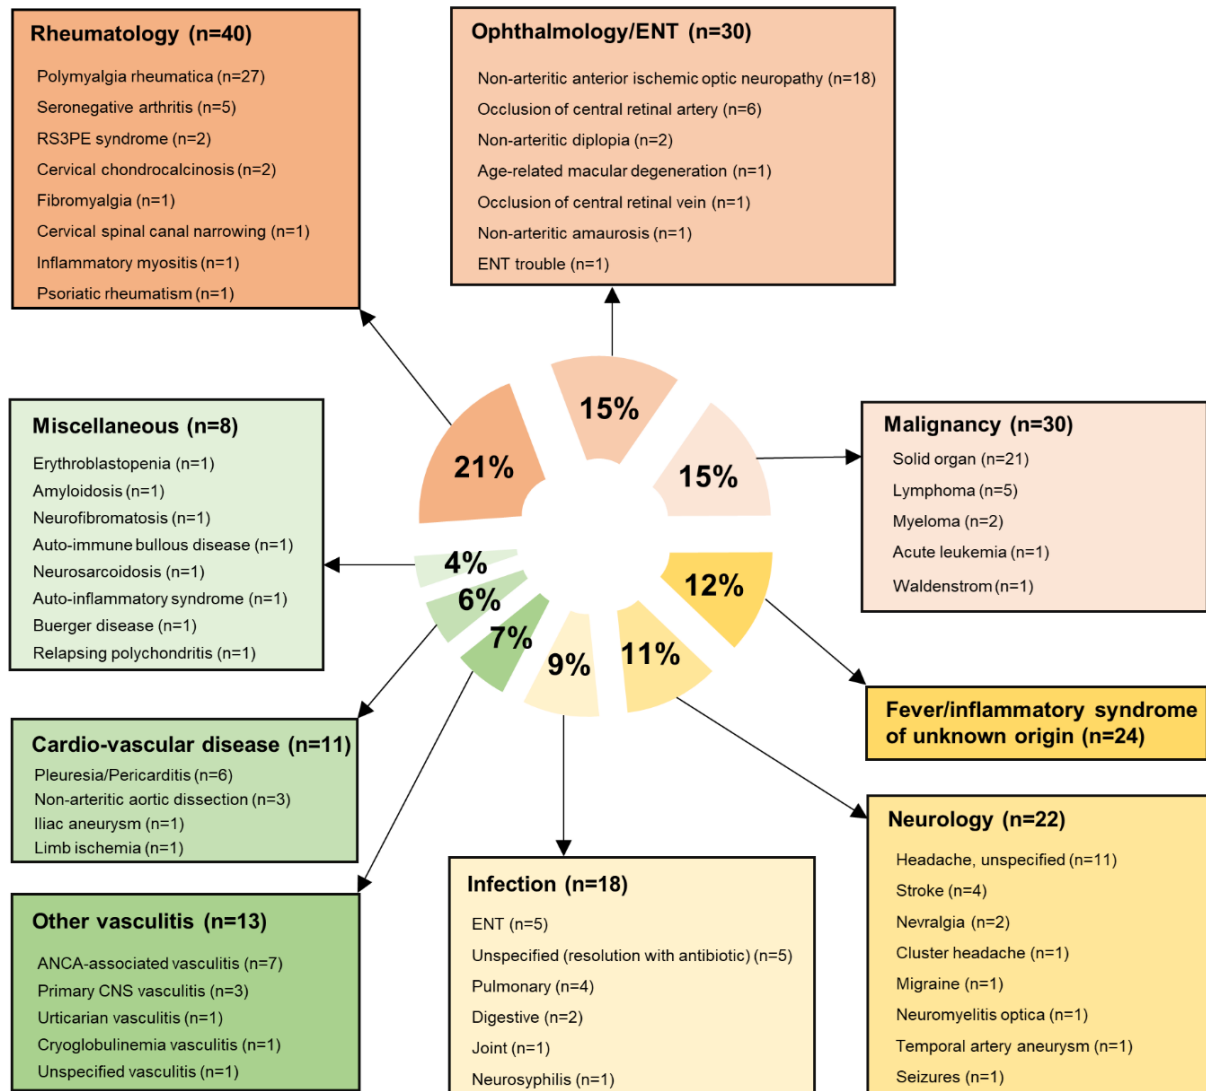 Rheumatology (n=40)
Polymyalgia rheumatica (n=27)
Seronegative arthritis (n=5)
RS3PE syndrome (n=2)
Cervical chondrocalcinosis (n=2)
Fibromyalgia (n=1)
Cervical spinal canal narrowing (n=1)
Inflammatory myositis (n=1)
Psoriatic rheumatism (n=1)
Ophthalmology/ENT (n=30)
Non-arteritic anterior ischemic optic neuropathy (n=18)
Occlusion of central retinal artery (n=6)
Non-arteritic diplopia (n=2)
Age-related macular degeneration (n=1)
Occlusion of central retinal vein (n=1)
Non-arteritic amaurosis (n=1)
ENT trouble (n=1)
Miscellaneous (n=8)
Erythroblastopenia (n=1)
Amyloidosis (n=1)
Neurofibromatosis (n=1)
Auto-immune bullous disease (n=1)
Neurosarcoidosis (n=1)
Auto-inflammatory syndrome (n=1)
Buerger disease (n=1)
Relapsing polychondritis (n=1)
21%
15%
15%
4%
6%
7%
9%
11%
12%
Malignancy (n=30)
Solid organ (n=21)
Lymphoma (n=5)
Myeloma (n=2)
Acute leukemia (n=1)
Waldenstrom (n=1)
Fever/inflammatory syndrome
of unknown origin (n=24)
Cardio-vascular disease (n=11)
Pleuresia/Pericarditis (n=6)
Non-arteritic aortic dissection (n=3)
Iliac aneurysm (n=1)
Limb ischemia (n=1)
Other vasculitis (n=13)
ANCA-associated vasculitis (n=7)
Primary CNS vasculitis (n=3)
Urticarian vasculitis (n=1)
Cryoglobulinemia vasculitis (n=1)
Unspecified vasculitis (n=1)
Infection (n=18)
ENT (n=5)
Unspecified (resolution with antibiotic) (n=5)
Pulmonary (n=4)
Digestive (n=2)
Joint (n=1)
Neurosyphilis (n=1)
Neurology (n=22)
Headache, unspecified (n=11)
Stroke (n=4)
Nevralgia (n=2)
Cluster headache (n=1)
Migraine (n=1)
Neuromyelitis optica (n=1)
Temporal artery aneurysm (n=1)
Seizures (n=1)